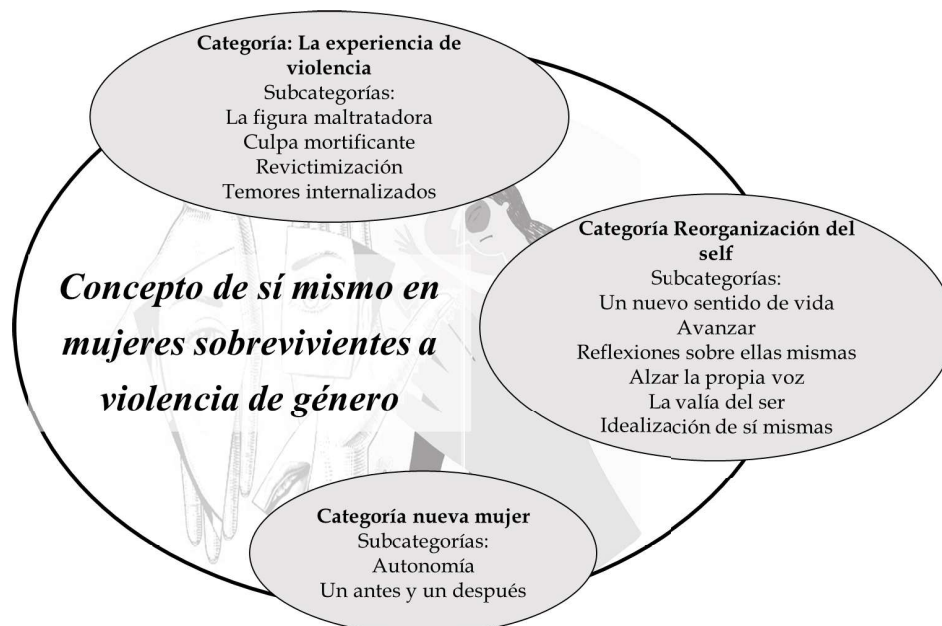 Categoría: La experiencia de
violencia
Subcategorías:
La figura maltratadora
Culpa mortificante
Revictimización
Temores internalizados
Categoría Reorganización del
self
Subcategorías:
Un nuevo sentido de vida
Avanzar
Reflexiones sobre ellas mismas
Alzar la propia voz
La valía del ser
Idealización de sí mismas
Concepto de sí mismo en
mujeres sobrevivientes a
violencia de género
Categoría nueva mujer
Subcategorías:
Autonomía
Un antes y un después